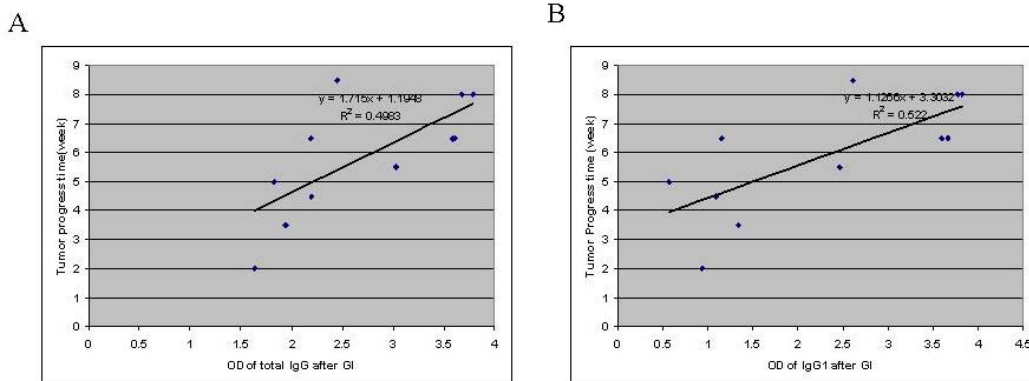 A
B
9
8
7
6
5
4
3
2
1
0
Tumor progress time(week)
y = 1.715x + 1.1948
R2 = 0.4983
0 0.5 1 1.5 2 2.5 3 3.5 4
OD of total IgG after GI
9
8
7
6
5
4
3
2
1
0
Tumor Progress time (week)
y = 1.1266x + 3.3032
R2 = 0.522
0 0.5 1 1.5 2 2.5 3 3.5 4 4.5
OD of IgG1 after GI